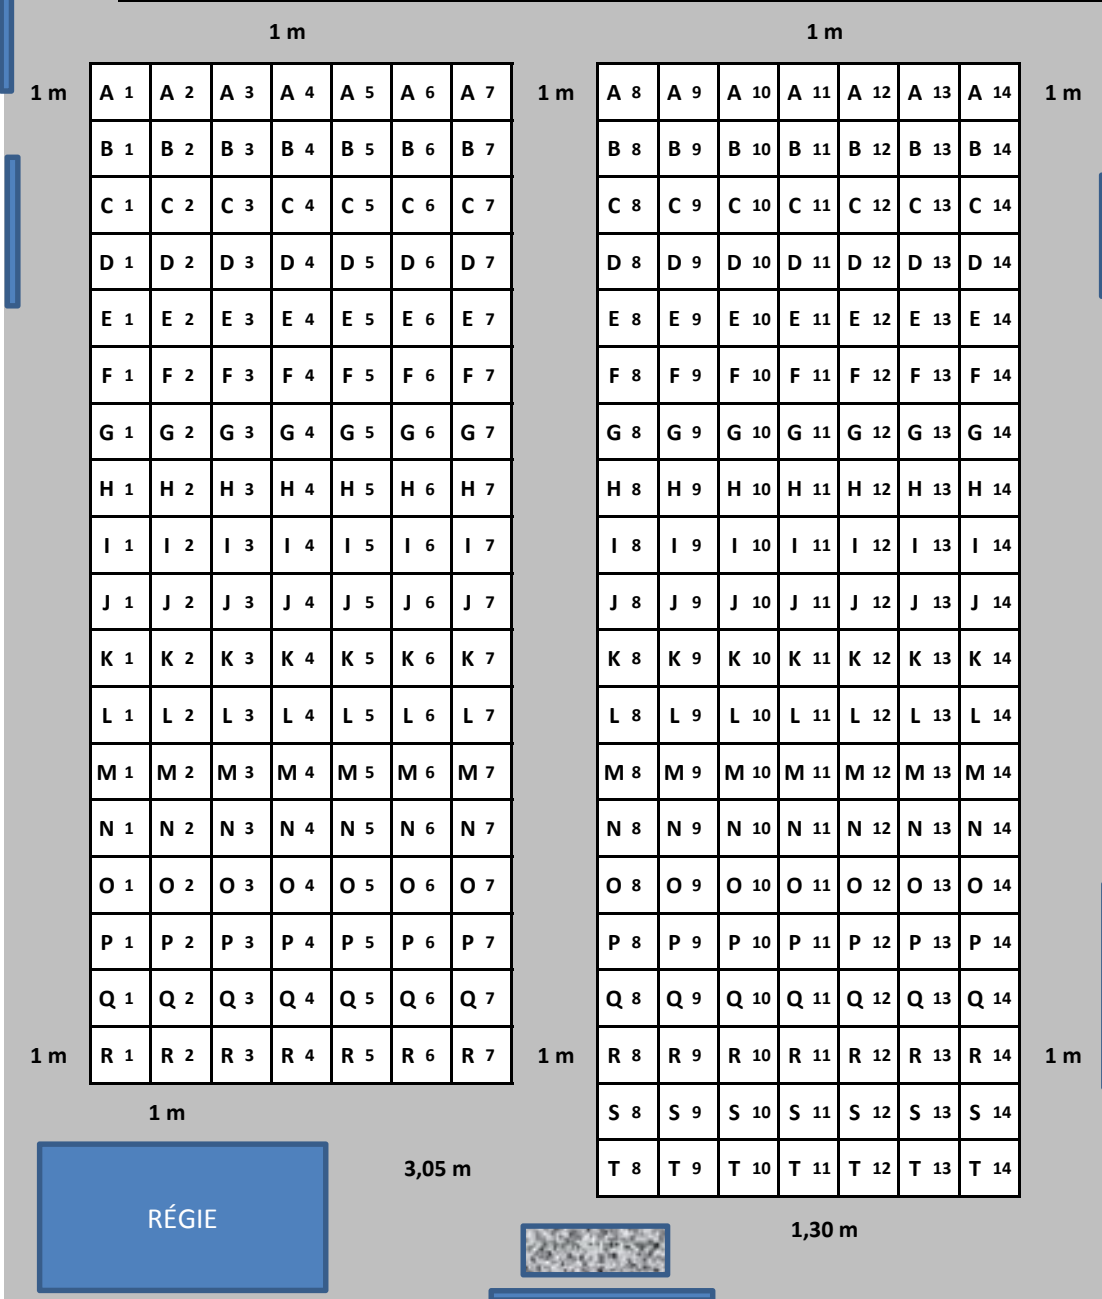 1 m 1 m
1 m A 1 A 2 A 3 A 4 A 5 A 6 A 7 1 m A 8 A 9 A 10 A 11 A 12 A 13 A 14 1 m
B 1 B 2 B 3 B 4 B 5 B 6 B 7 B 8 B 9 B 10 B 11 B 12 B 13 B 14
C 1 C 2 C 3 C 4 C 5 C 6 C 7 C 8 C 9 C 10 C 11 C 12 C 13 C 14
D 1 D 2 D 3 D 4 D 5 D 6 D 7 D 8 D 9 D 10 D 11 D 12 D 13 D 14
E 1 E 2 E 3 E 4 E 5 E 6 E 7 E 8 E 9 E 10 E 11 E 12 E 13 E 14
F 1 F 2 F 3 F 4 F 5 F 6 F 7 F 8 F 9 F 10 F 11 F 12 F 13 F 14
G 1 G 2 G 3 G 4 G 5 G 6 G 7 G 8 G 9 G 10 G 11 G 12 G 13 G 14
H 1 H 2 H 3 H 4 H 5 H 6 H 7 H 8 H 9 H 10 H 11 H 12 H 13 H 14
I 1 I 2 I 3 I 4 I 5 I 6 I 7 I 8 I 9 I 10 I 11 I 12 I 13 I 14
J 1 J 2 J 3 J 4 J 5 J 6 J 7 J 8 J 9 J 10 J 11 J 12 J 13 J 14
K 1 K 2 K 3 K 4 K 5 K 6 K 7 K 8 K 9 K 10 K 11 K 12 K 13 K 14
L 1 L 2 L 3 L 4 L 5 L 6 L 7 L 8 L 9 L 10 L 11 L 12 L 13 L 14
M 1 M 2 M 3 M 4 M 5 M 6 M 7 M 8 M 9 M 10 M 11 M 12 M 13 M 14
N 1 N 2 N 3 N 4 N 5 N 6 N 7 N 8 N 9 N 10 N 11 N 12 N 13 N 14
O 1 O 2 O 3 O 4 O 5 O 6 O 7 O 8 O 9 O 10 O 11 O 12 O 13 O 14
P 1 P 2 P 3 P 4 P 5 P 6 P 7 P 8 P 9 P 10 P 11 P 12 P 13 P 14
Q 1 Q 2 Q 3 Q 4 Q 5 Q 6 Q 7 Q 8 Q 9 Q 10 Q 11 Q 12 Q 13 Q 14
1 m R 1 R 2 R 3 R 4 R 5 R 6 R 7 1 m R 8 R 9 R 10 R 11 R 12 R 13 R 14 1 m
1 m S 8 S 9 S 10 S 11 S 12 S 13 S 14
3,05 m T 8 T 9 T 10 T 11 T 12 T 13 T 14
RÉGIE
1,30 m